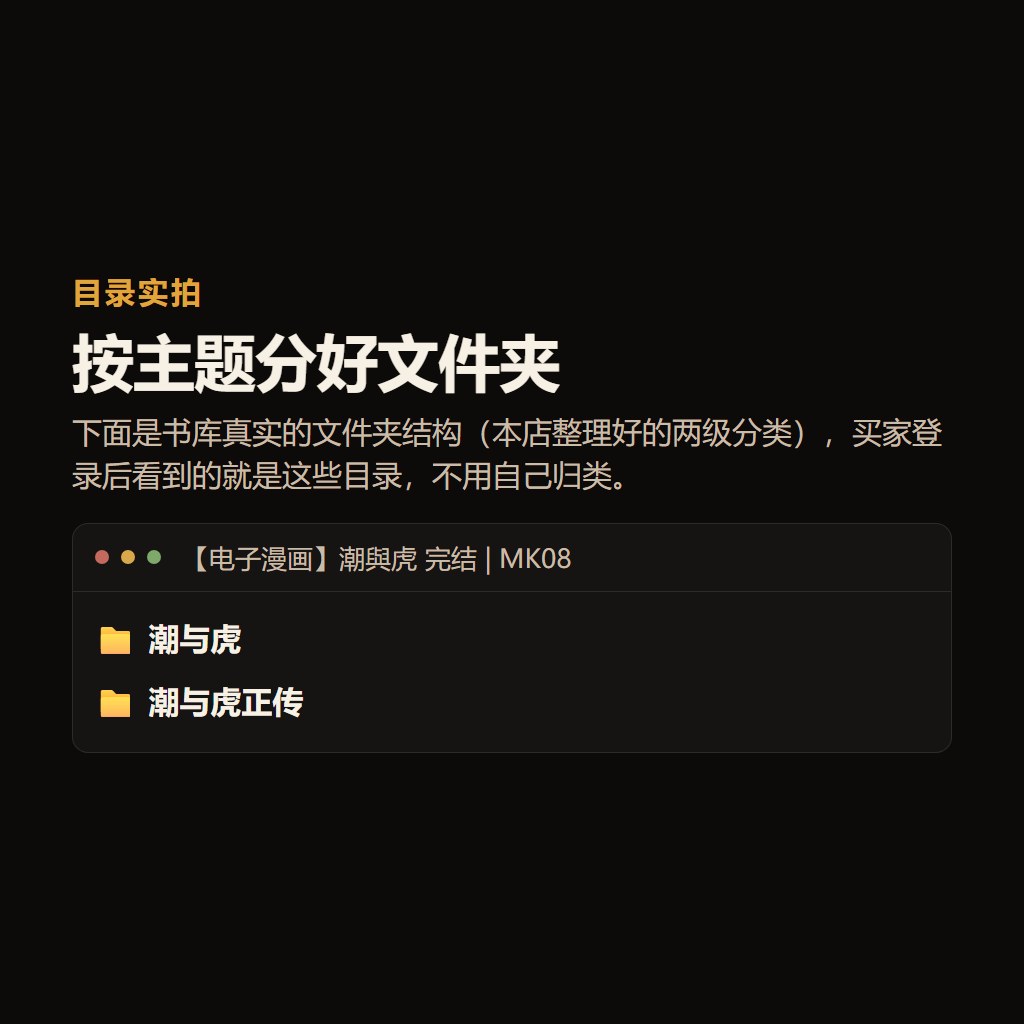 目录实拍
按主题分好文件夹
下面是书库真实的文件夹结构（本店整理好的两级分类），买家登
录后看到的就是这些目录，不用自己归类。
【电子漫画】潮與虎 完结 | MK08
潮与虎
潮与虎正传